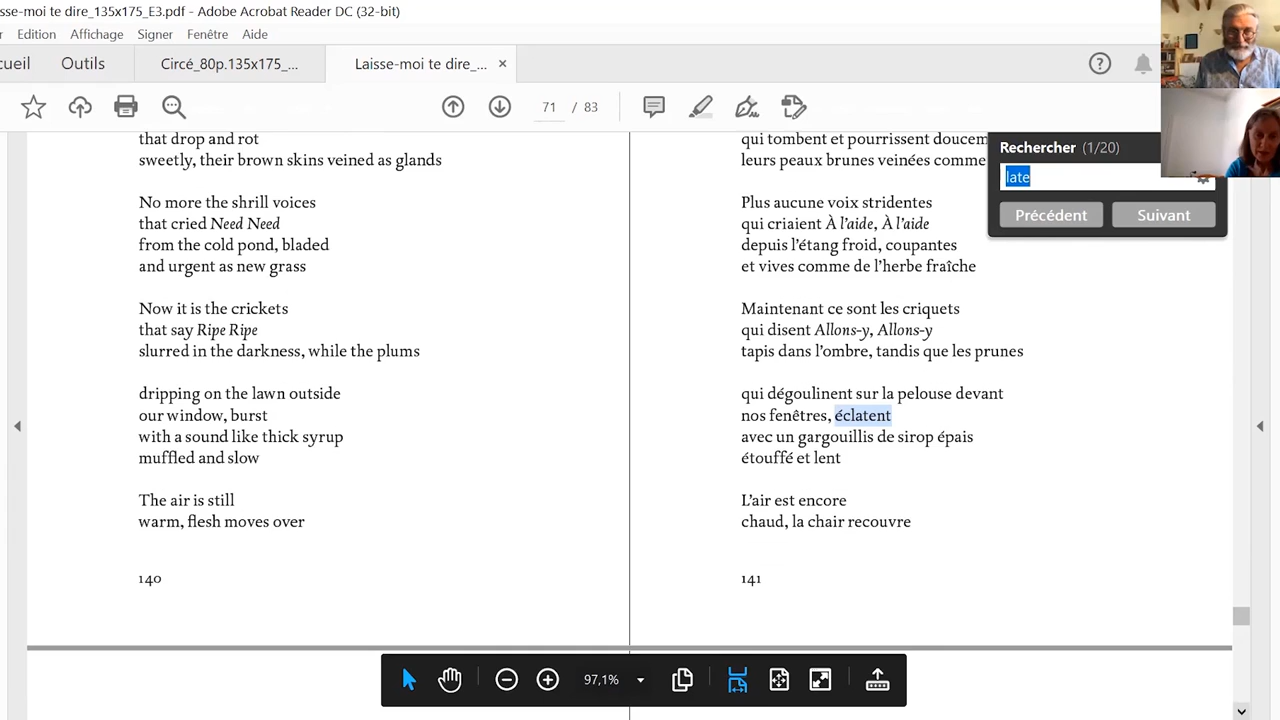 sse-moi te dire_135x175_E3.pdf - Adobe Acrobat Reader DC (32-bit)
r Edition Affichage Signer Fenêtre Aide
cueil Outils Circé_80p.135x175_... Laisse-moi te dire_... ×
71 / 83
that drop and rot
sweetly, their brown skins veined as glands
No more the shrill voices
that cried Need Need
from the cold pond, bladed
and urgent as new grass
Now it is the crickets
that say Ripe Ripe
slurred in the darkness, while the plums
dripping on the lawn outside
our window, burst
with a sound like thick syrup
muffled and slow
The air is still
warm, flesh moves over
140
qui tombent et pourrissent doucem
leurs peaux brunes veinées comme
Plus aucune voix stridentes
qui criaient À l’aide, À l’aide
depuis l’étang froid, coupantes
et vives comme de l’herbe fraîche
Maintenant ce sont les criquets
qui disent Allons-y, Allons-y
tapis dans l’ombre, tandis que les prunes
qui dégoulinent sur la pelouse devant
nos fenêtres, éclatent
avec un gargouillis de sirop épais
étouffé et lent
L’air est encore
chaud, la chair recouvre
141
Rechercher (1/20)
late
Précédent Suivant
97,1%